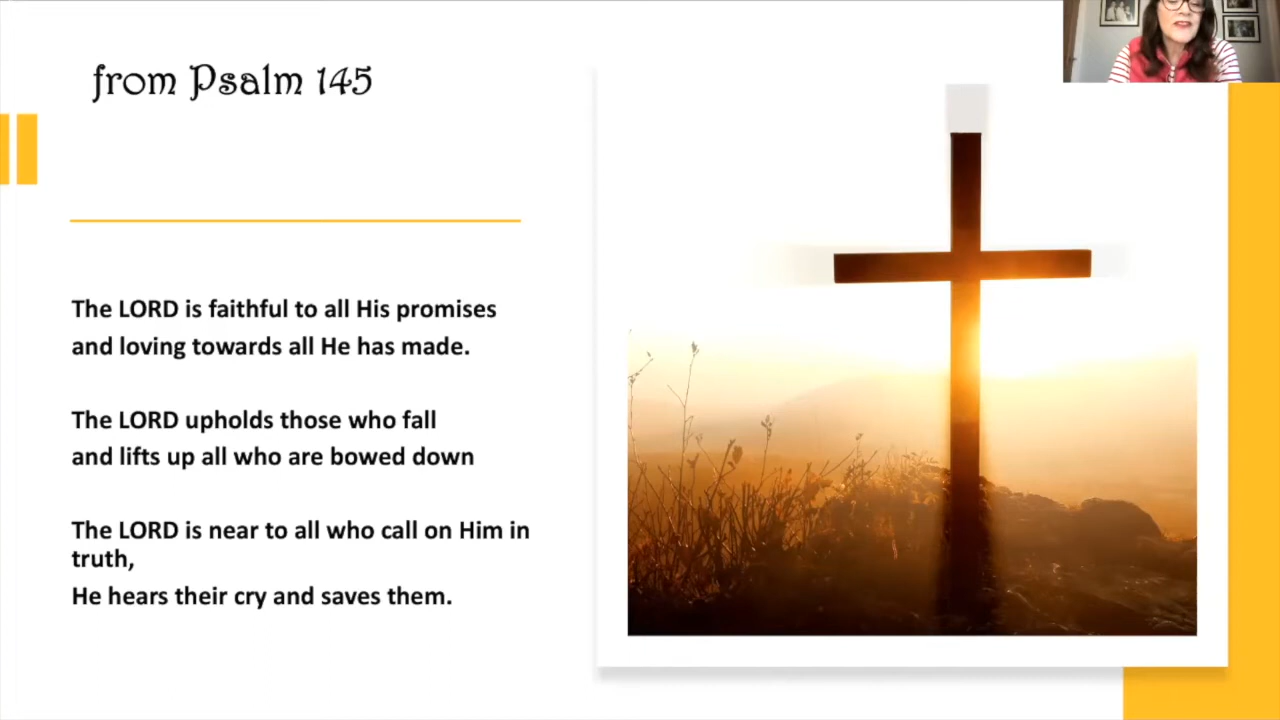 from Psalm 145
The LORD is faithful to all His promises
and loving towards all He has made.
The LORD upholds those who fall
and lifts up all who are bowed down
The LORD is near to all who call on Him in
truth,
He hears their cry and saves them.